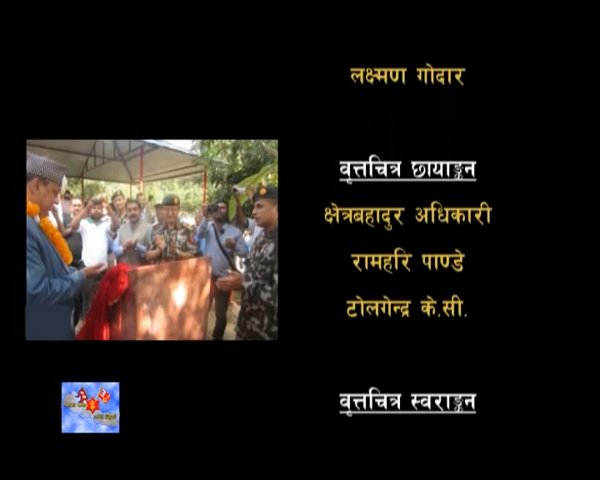 लक्ष्मण गोदार
वृत्तचित्र छायाङ्कन
क्षेत्रबहादुर अधिकारी
रामहरि पाण्डे
टोलगेन्द्र के.सी.
वृत्तचित्र स्वराङ्कन